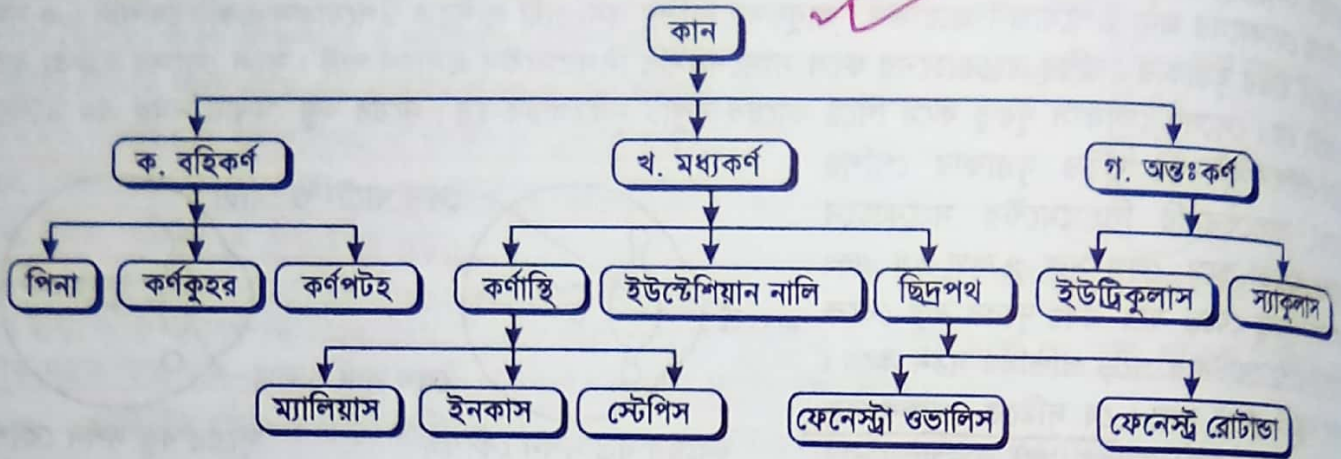 কান
ক. বহিকর্ণ খ. মধ্যকর্ণ গ. অন্তঃকর্ণ
পিনা কর্ণকুহর কর্ণপটহ কর্ণাস্থি ইউস্টেশিয়ান নালি ছিদ্রপথ ইউট্রিকুলাস স্যাকুলাস
ম্যালিয়াস ইনকাস স্টেপিস ফেনেস্ট্রা ওভালিস ফেনেস্ট্র রোটান্ডা